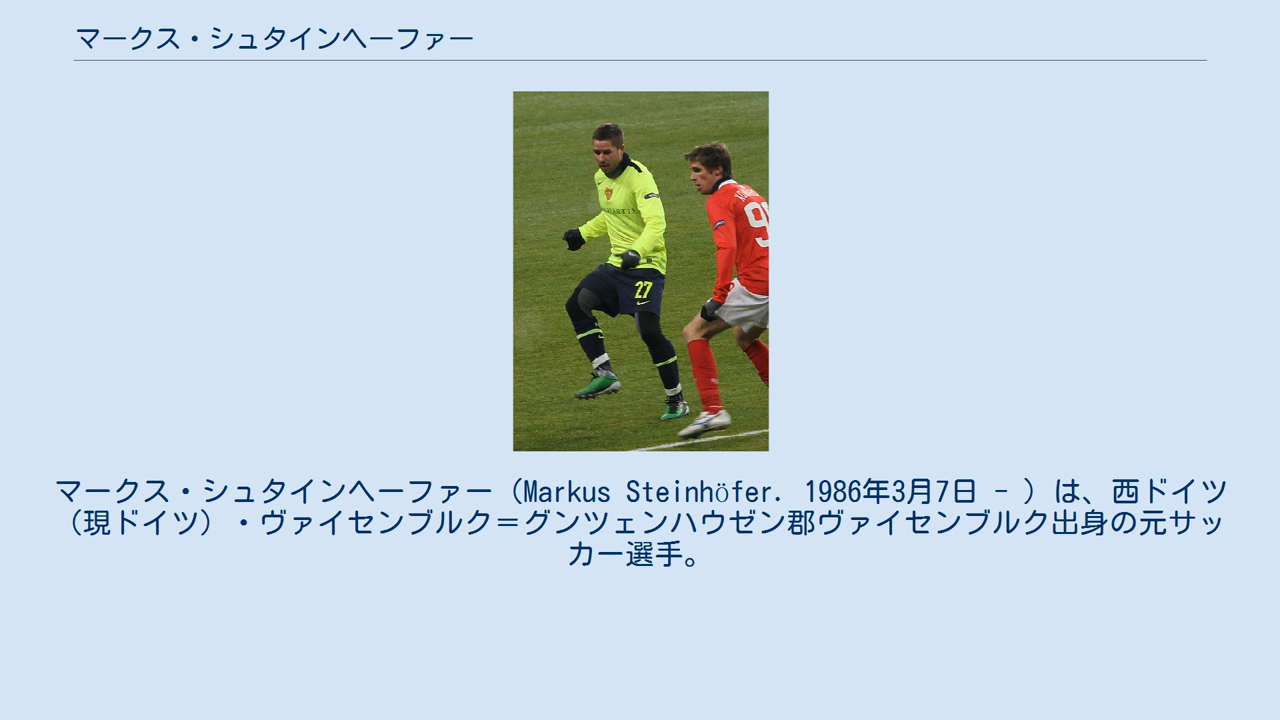 マークス・シュタインヘーファー
27
9
マークス・シュタインヘーファー（Markus Steinhöfer. 1986年3月7日 - ）は、西ドイツ
（現ドイツ）・ヴァイセンブルク＝グンツェンハウゼン郡ヴァイセンブルク出身の元サッ
カー選手。